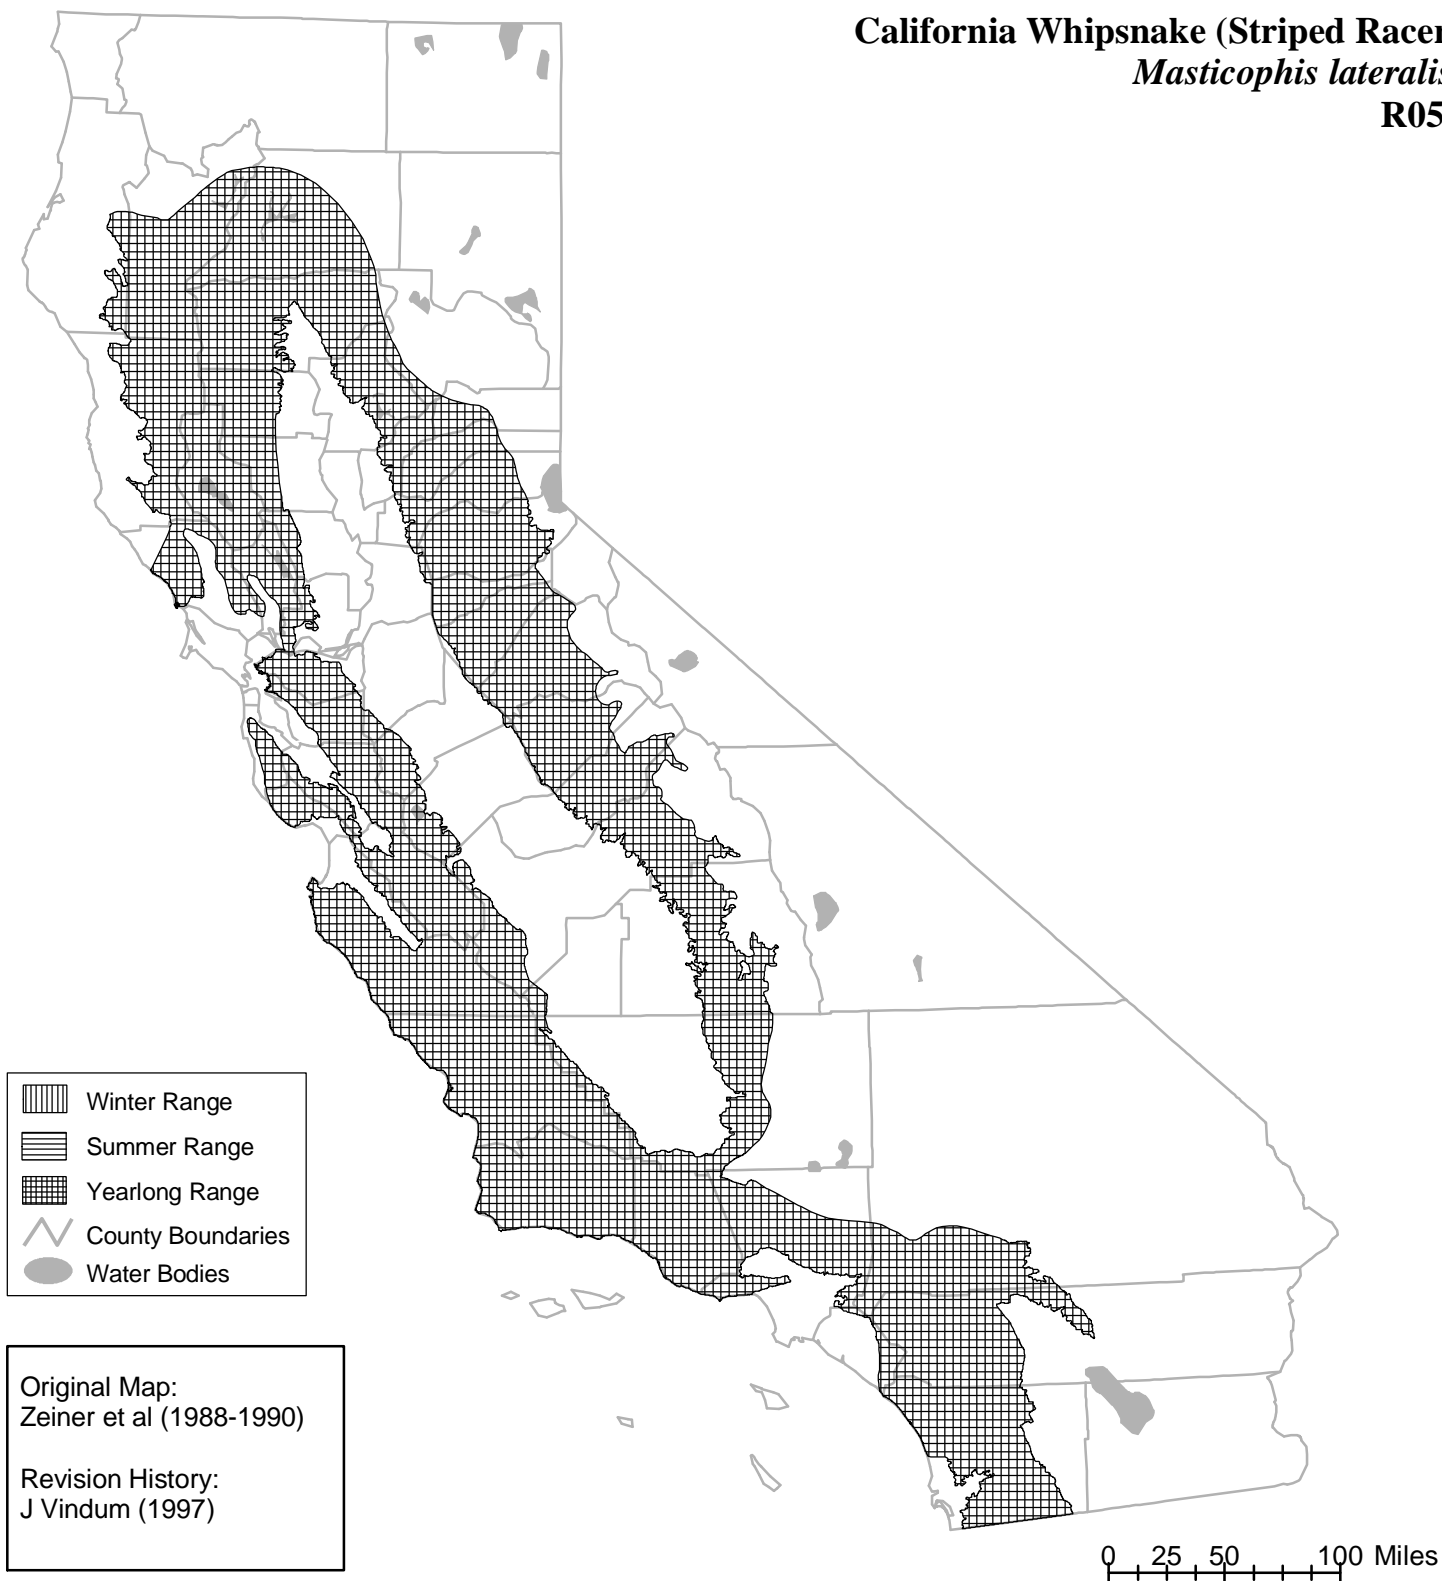 California Whipsnake (Striped Racer
Masticophis lateralis
R05
Winter Range
Summer Range
Yearlong Range
County Boundaries
Water Bodies
Original Map:
Zeiner et al (1988-1990)
Revision History:
J Vindum (1997)
0 25 50 100 Miles